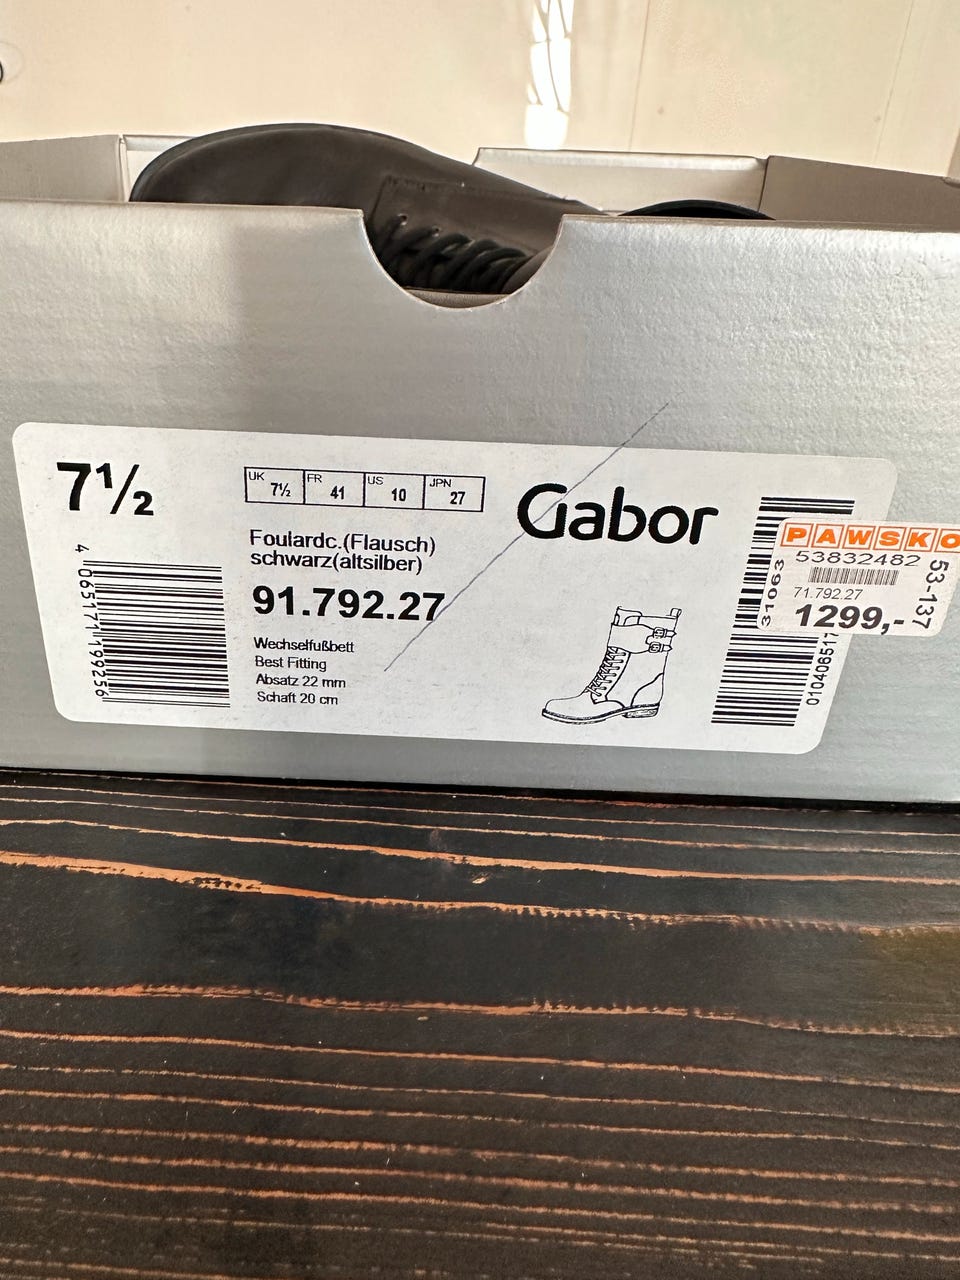 7½
UK 7½ FR 41 US 10 JPN 27
Gabor
Foulardc.(Flausch)
schwarz(altsilber)
91.792.27
Wechselfußbett
Best Fitting
Absatz 22 mm
Schaft 20 cm
4 065171 199256
31063
01040651
PAWSKO
53832482
71.792.27
1299,-
53-137